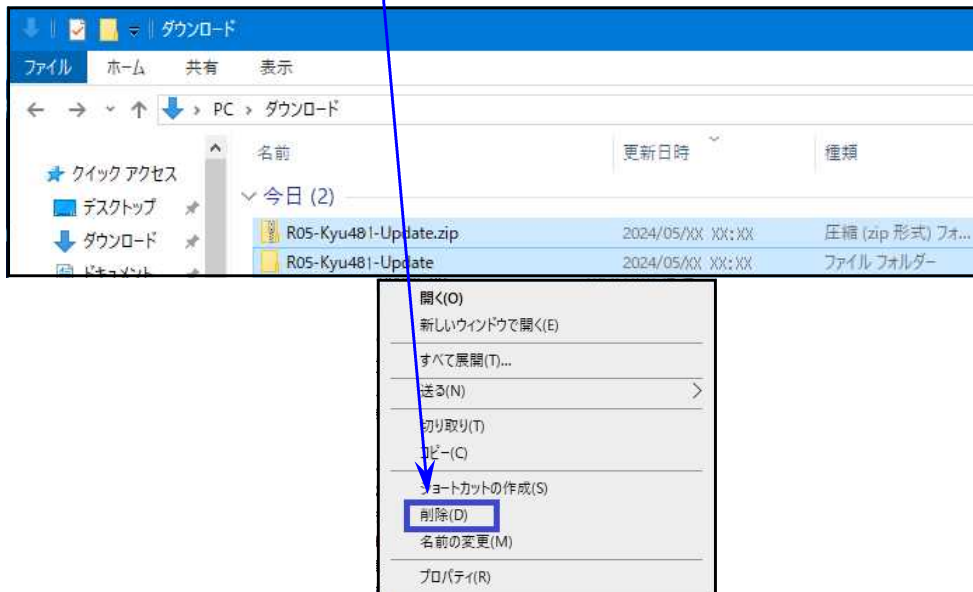 ダウンロード
ファイル ホーム 共有 表示
PC > ダウンロード
名前 更新日時 種類
クイック アクセス
今日 (2)
デスクトップ
R05-Kyu481-Update.zip 2024/05/XX XX:XX 圧縮 (zip 形式) フォ...
ダウンロード
R05-Kyu481-Update 2024/05/XX XX:XX ファイル フォルダー
ドキュメント
開く(O)
新しいウィンドウで開く(E)
すべて展開(T)...
送る(N)
切り取り(T)
コピー(C)
ショートカットの作成(S)
削除(D)
名前の変更(M)
プロパティ(R)